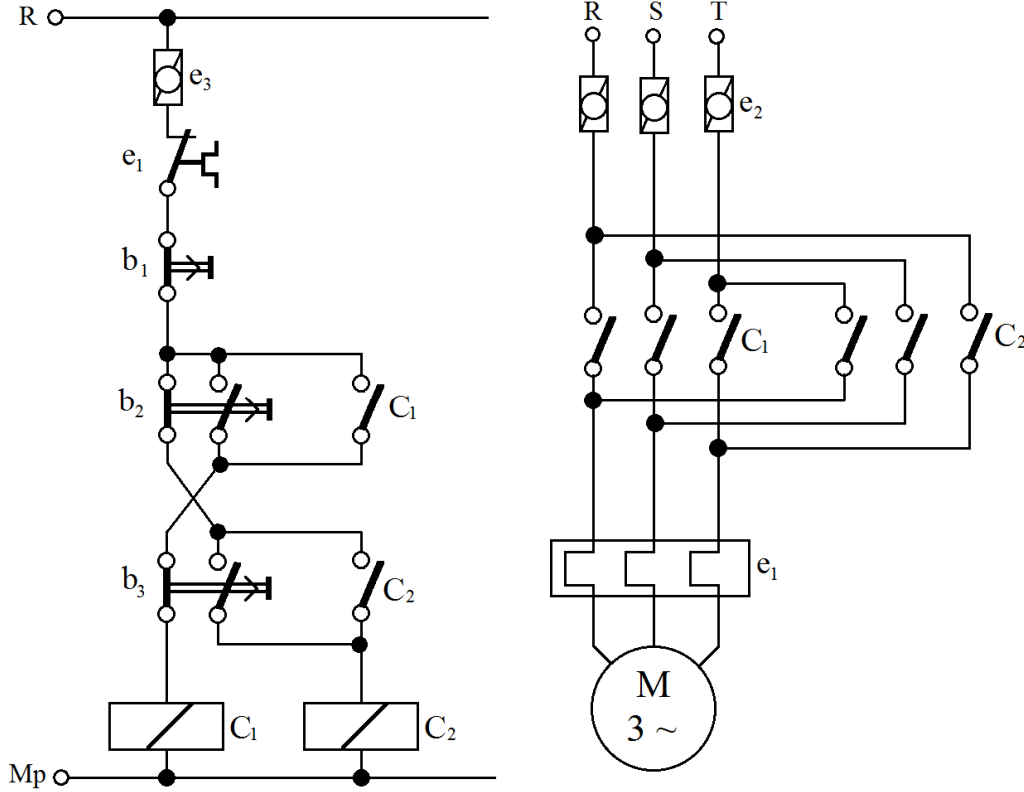 R
e₃
e₁
b₁
b₂
C₁
b₃
C₂
C₁
C₂
Mp
R S T
e₂
C₁
C₂
e₁
M
3 ~